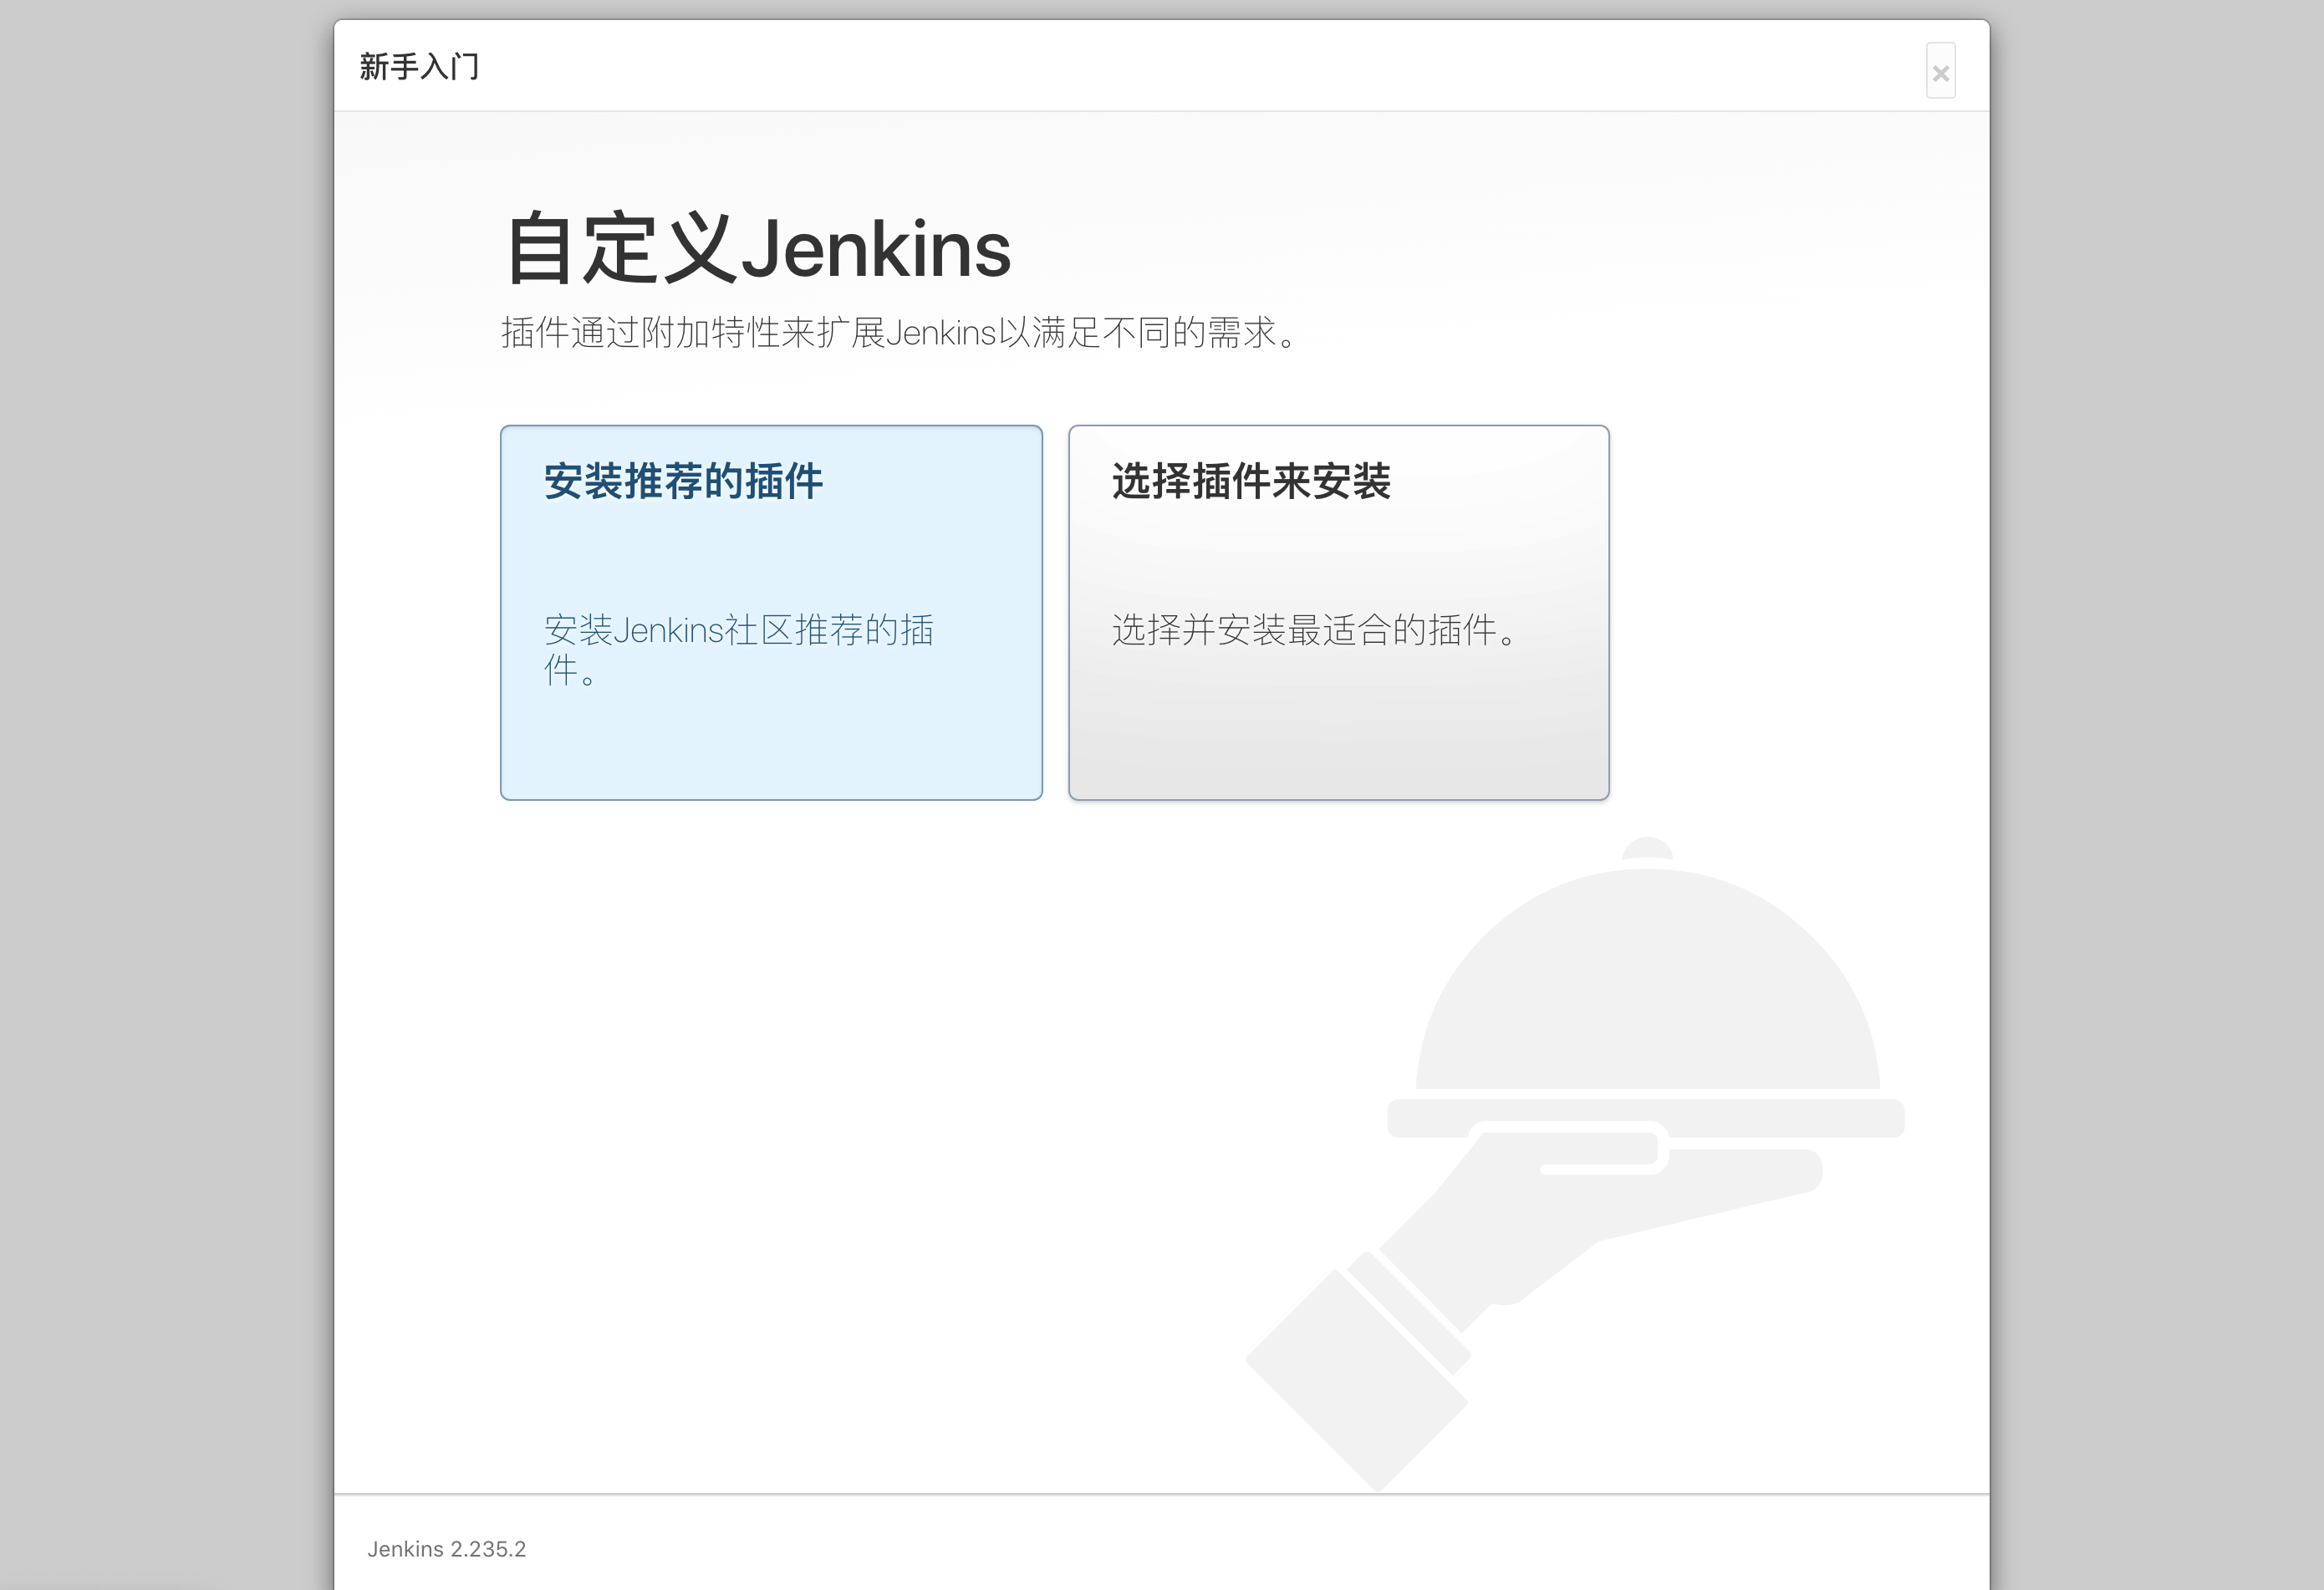 新手入门
×
自定义Jenkins
插件通过附加特性来扩展Jenkins以满足不同的需求。
安装推荐的插件
安装Jenkins社区推荐的插
件。
选择插件来安装
选择并安装最适合的插件。
Jenkins 2.235.2